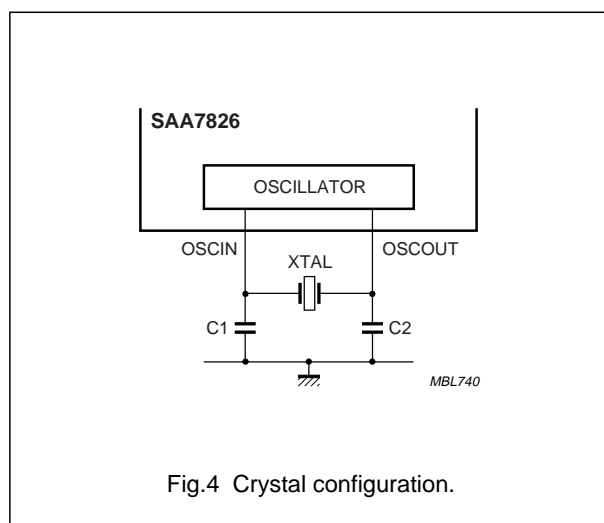 SAA7826
OSCILLATOR
OSCIN
OSCOUT
XTAL
C1
C2
MBL740
Fig.4 Crystal configuration.